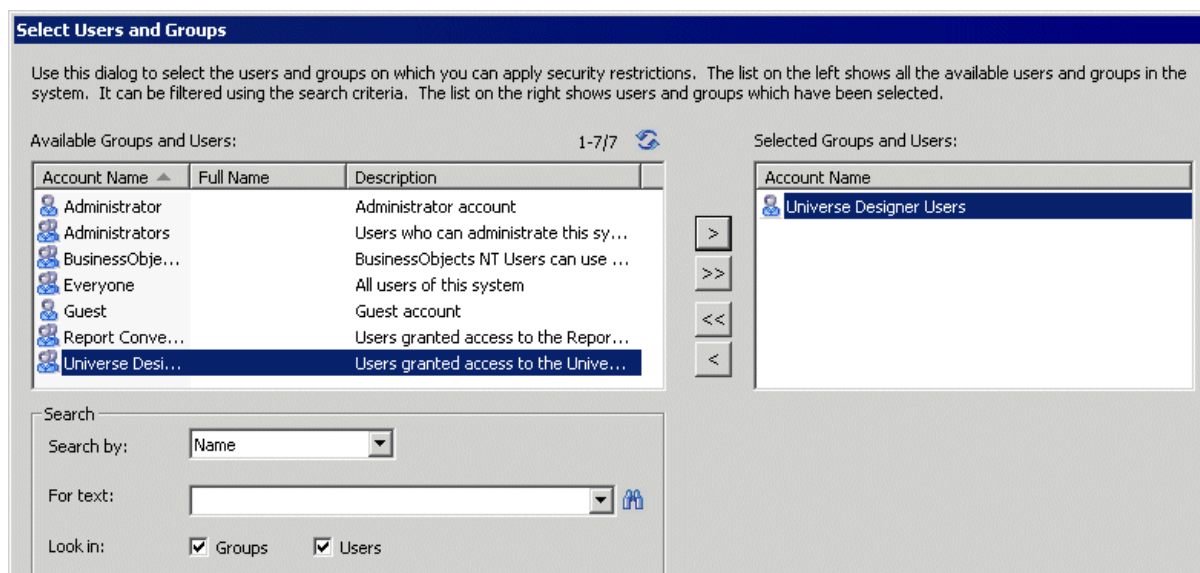 Select Users and Groups
Use this dialog to select the users and groups on which you can apply security restrictions. The list on the left shows all the available users and groups in the
system. It can be filtered using the search criteria. The list on the right shows users and groups which have been selected.
Available Groups and Users: 1-7/7 Selected Groups and Users:
Account Name Full Name Description Account Name
Administrator Administrator account Universe Designer Users
Administrators Users who can administrate this sy...
BusinessObje... BusinessObjects NT Users can use ...
Everyone All users of this system
Guest Guest account
Report Conve... Users granted access to the Repor...
Universe Desi... Users granted access to the Unive...
>
>>
<<
<
Search
Search by: Name
For text:
Look in: Groups Users